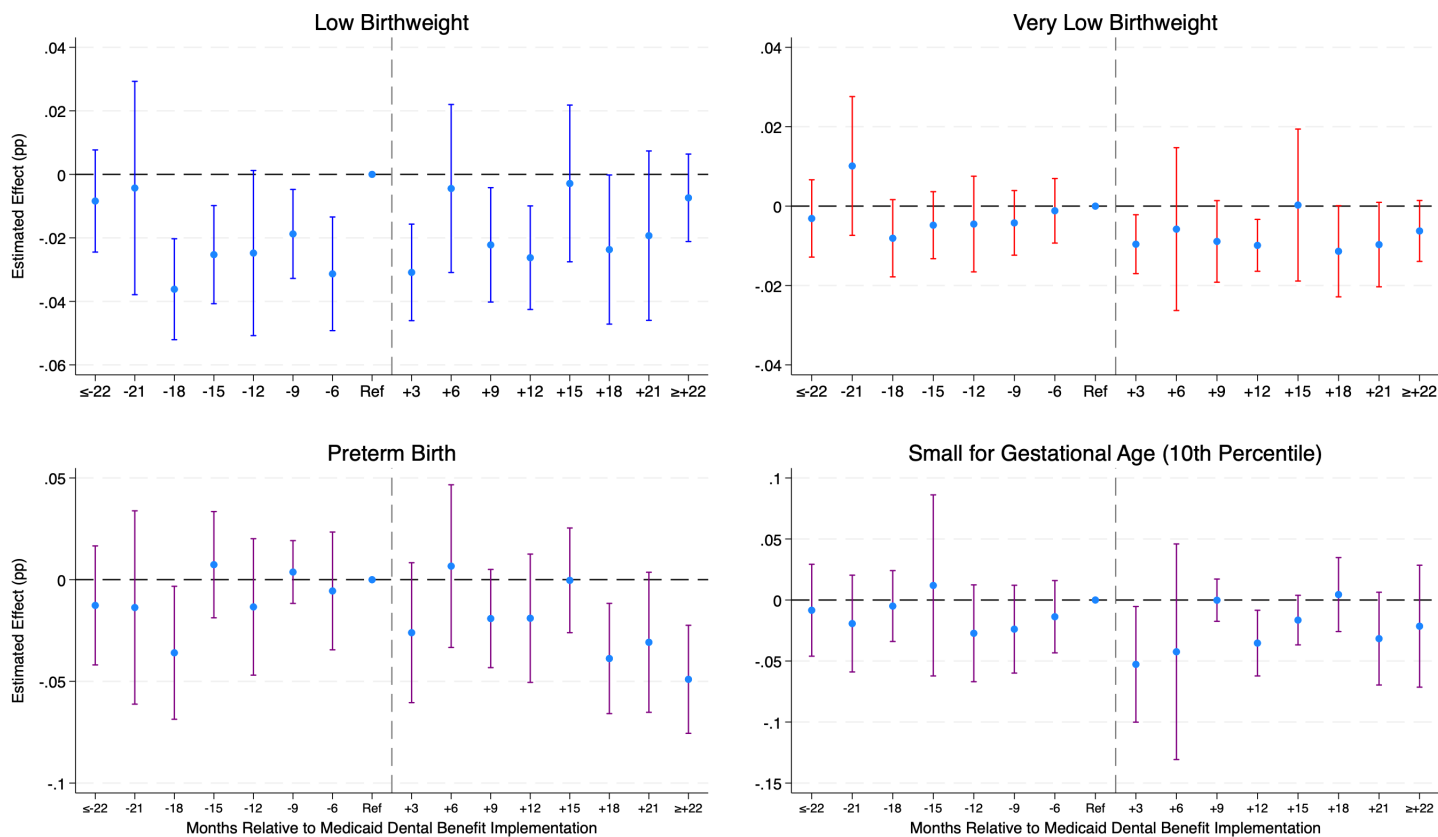 Low Birthweight
Estimated Effect (pp)
.04
.02
0
-.02
-.04
-.06
≤-22 -21 -18 -15 -12 -9 -6 Ref +3 +6 +9 +12 +15 +18 +21 ≥+22
Very Low Birthweight
.04
.02
0
-.02
-.04
≤-22 -21 -18 -15 -12 -9 -6 Ref +3 +6 +9 +12 +15 +18 +21 ≥+22
Preterm Birth
Estimated Effect (pp)
.05
0
-.05
-.1
≤-22 -21 -18 -15 -12 -9 -6 Ref +3 +6 +9 +12 +15 +18 +21 ≥+22
Months Relative to Medicaid Dental Benefit Implementation
Small for Gestational Age (10th Percentile)
.1
.05
0
-.05
-.1
-.15
≤-22 -21 -18 -15 -12 -9 -6 Ref +3 +6 +9 +12 +15 +18 +21 ≥+22
Months Relative to Medicaid Dental Benefit Implementation